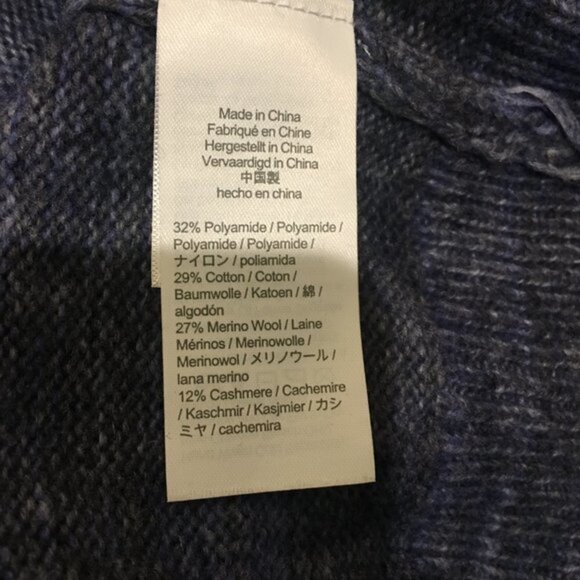 Made in China
Fabriqué en Chine
Hergestellt in China
Vervaardigd in China
中国製
hecho en china
32% Polyamide / Polyamide /
Polyamide / Polyamide /
ナイロン / poliamida
29% Cotton / Coton /
Baumwolle / Katoen / 綿 /
algodón
27% Merino Wool / Laine
Mérinos / Merinowolle /
Merinowol / メリノウール /
lana merino
12% Cashmere / Cachemire
/ Kaschmir / Kasjmier / カシ
ミヤ / cachemira